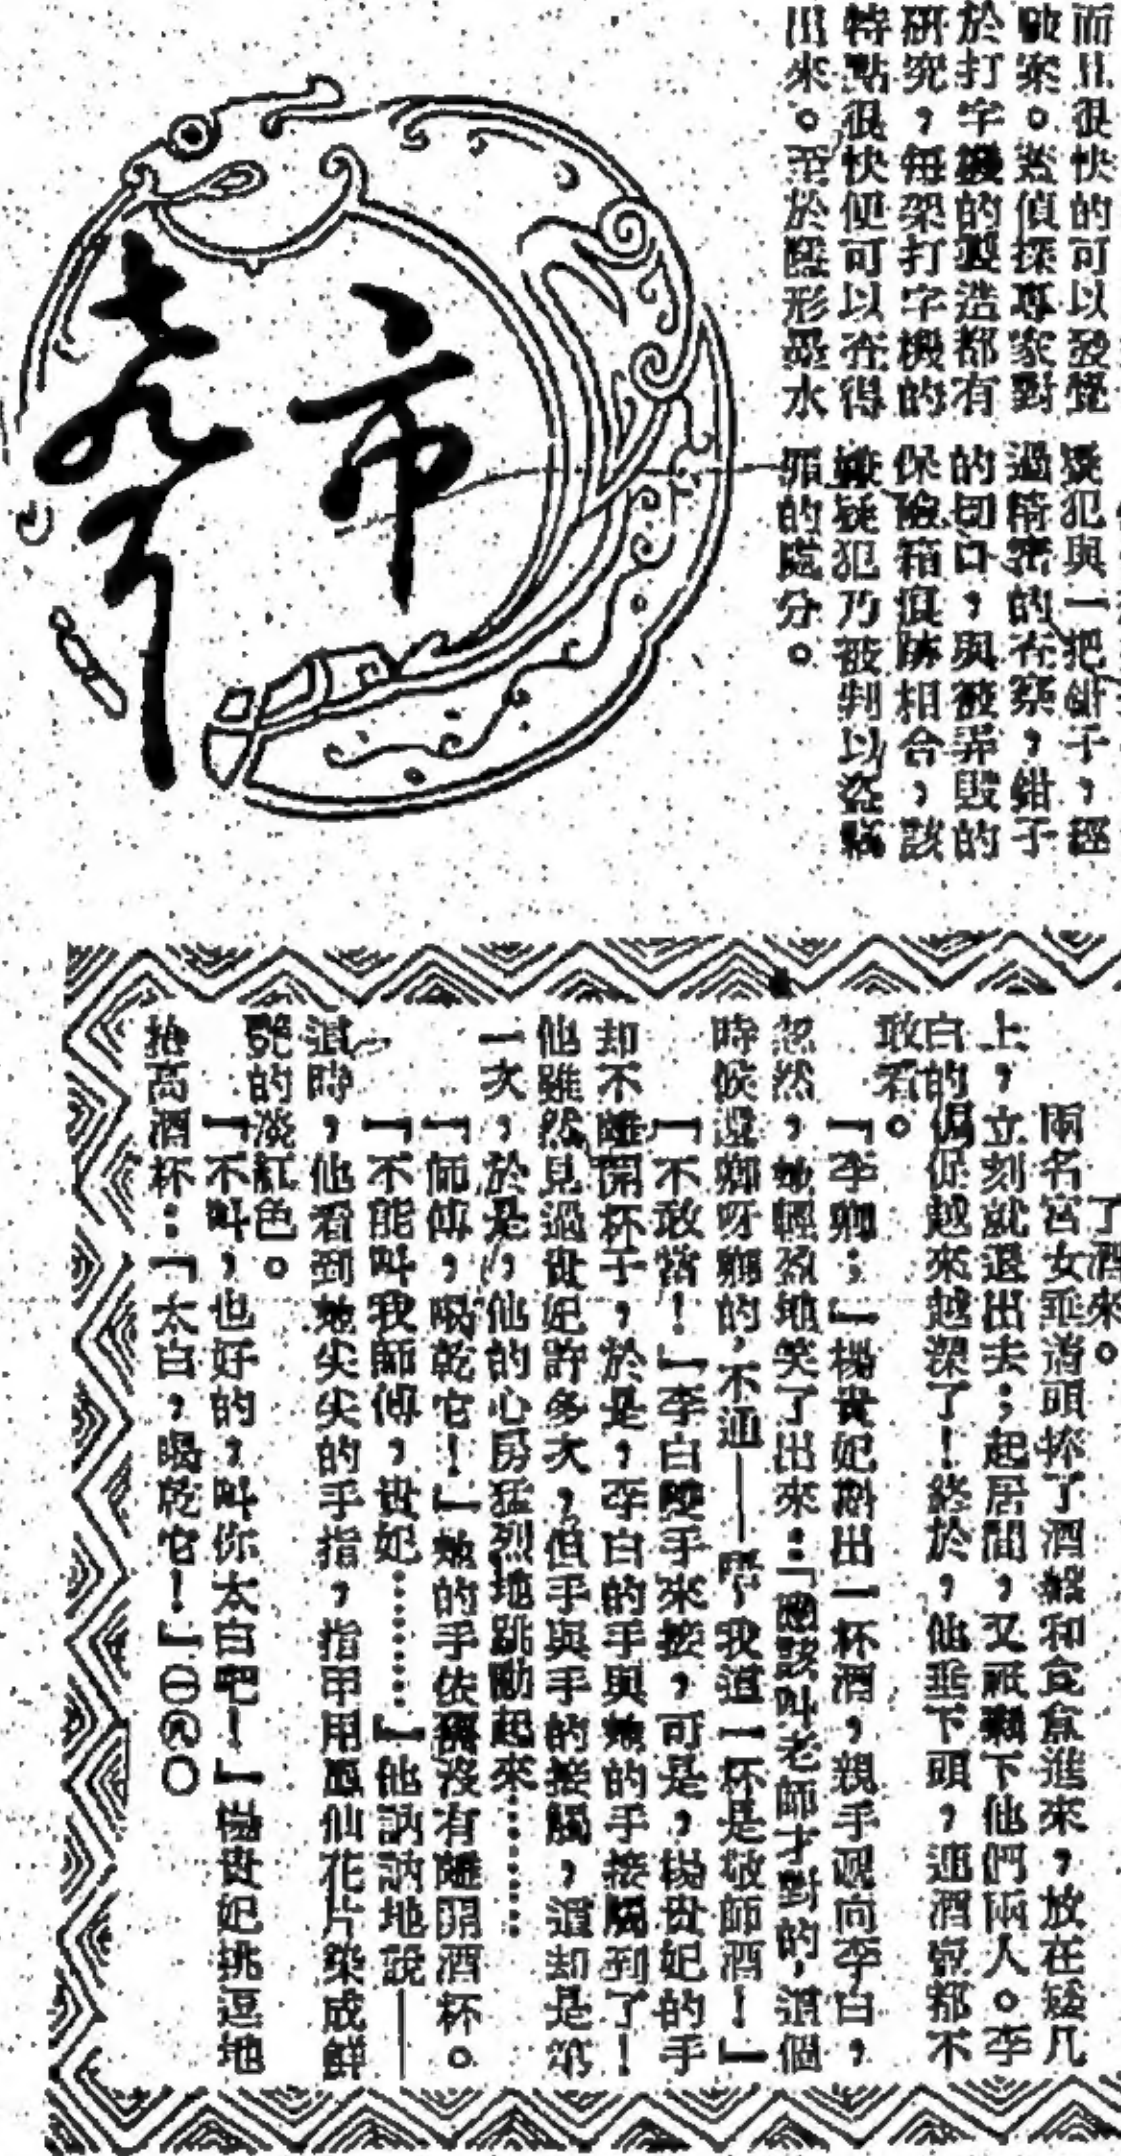 而且很快的可以發覺
破案。蓋偵探專家對
於打字機的製造都有
研究，每架打字機的
特點很快便可以查得
出來。至於隱形墨水
疑犯與一把鉗子，經
過精密的查察，鉗子
的切口，與被弄毀的
保險箱痕跡相合，該
嫌疑犯乃被判以盜竊
罪的處分。
市聲
了酒來。
兩名宮女垂着頭捧了酒餚和食盒進來，放在矮几
上，立刻就退出去；起居間，又祇賸下他們兩人。李
白的侷促越來越深了！終於，他垂下頭，連酒窩都不
敢看。
「李卿；」楊貴妃斟出一杯酒，親手遞向李白，
忽然，她輕盈地笑了出來：「應該叫老師才對的，這個
時候還卿呀卿的，不通——唔，我這一杯是敬師酒！」
「不敢當！」李白雙手來接，可是，楊貴妃的手
却不離開杯子，於是，李白的手與她的手接觸到了！
他雖然見過貴妃許多次，但手與手的接觸，這却是第
一次，於是，他的心房猛烈地跳動起來……
「師傅，喝乾它！」她的手依舊沒有離開酒杯。
「不能叫我師傅，貴妃……」他訥訥地說——
這時，他看到她尖尖的手指，指甲用鳳仙花片染成鮮
艷的淡紅色。
「不叫，也好的，叫你太白吧！」楊貴妃挑逗地
抬高酒杯：「太白，喝乾它！」㊀㊈〇